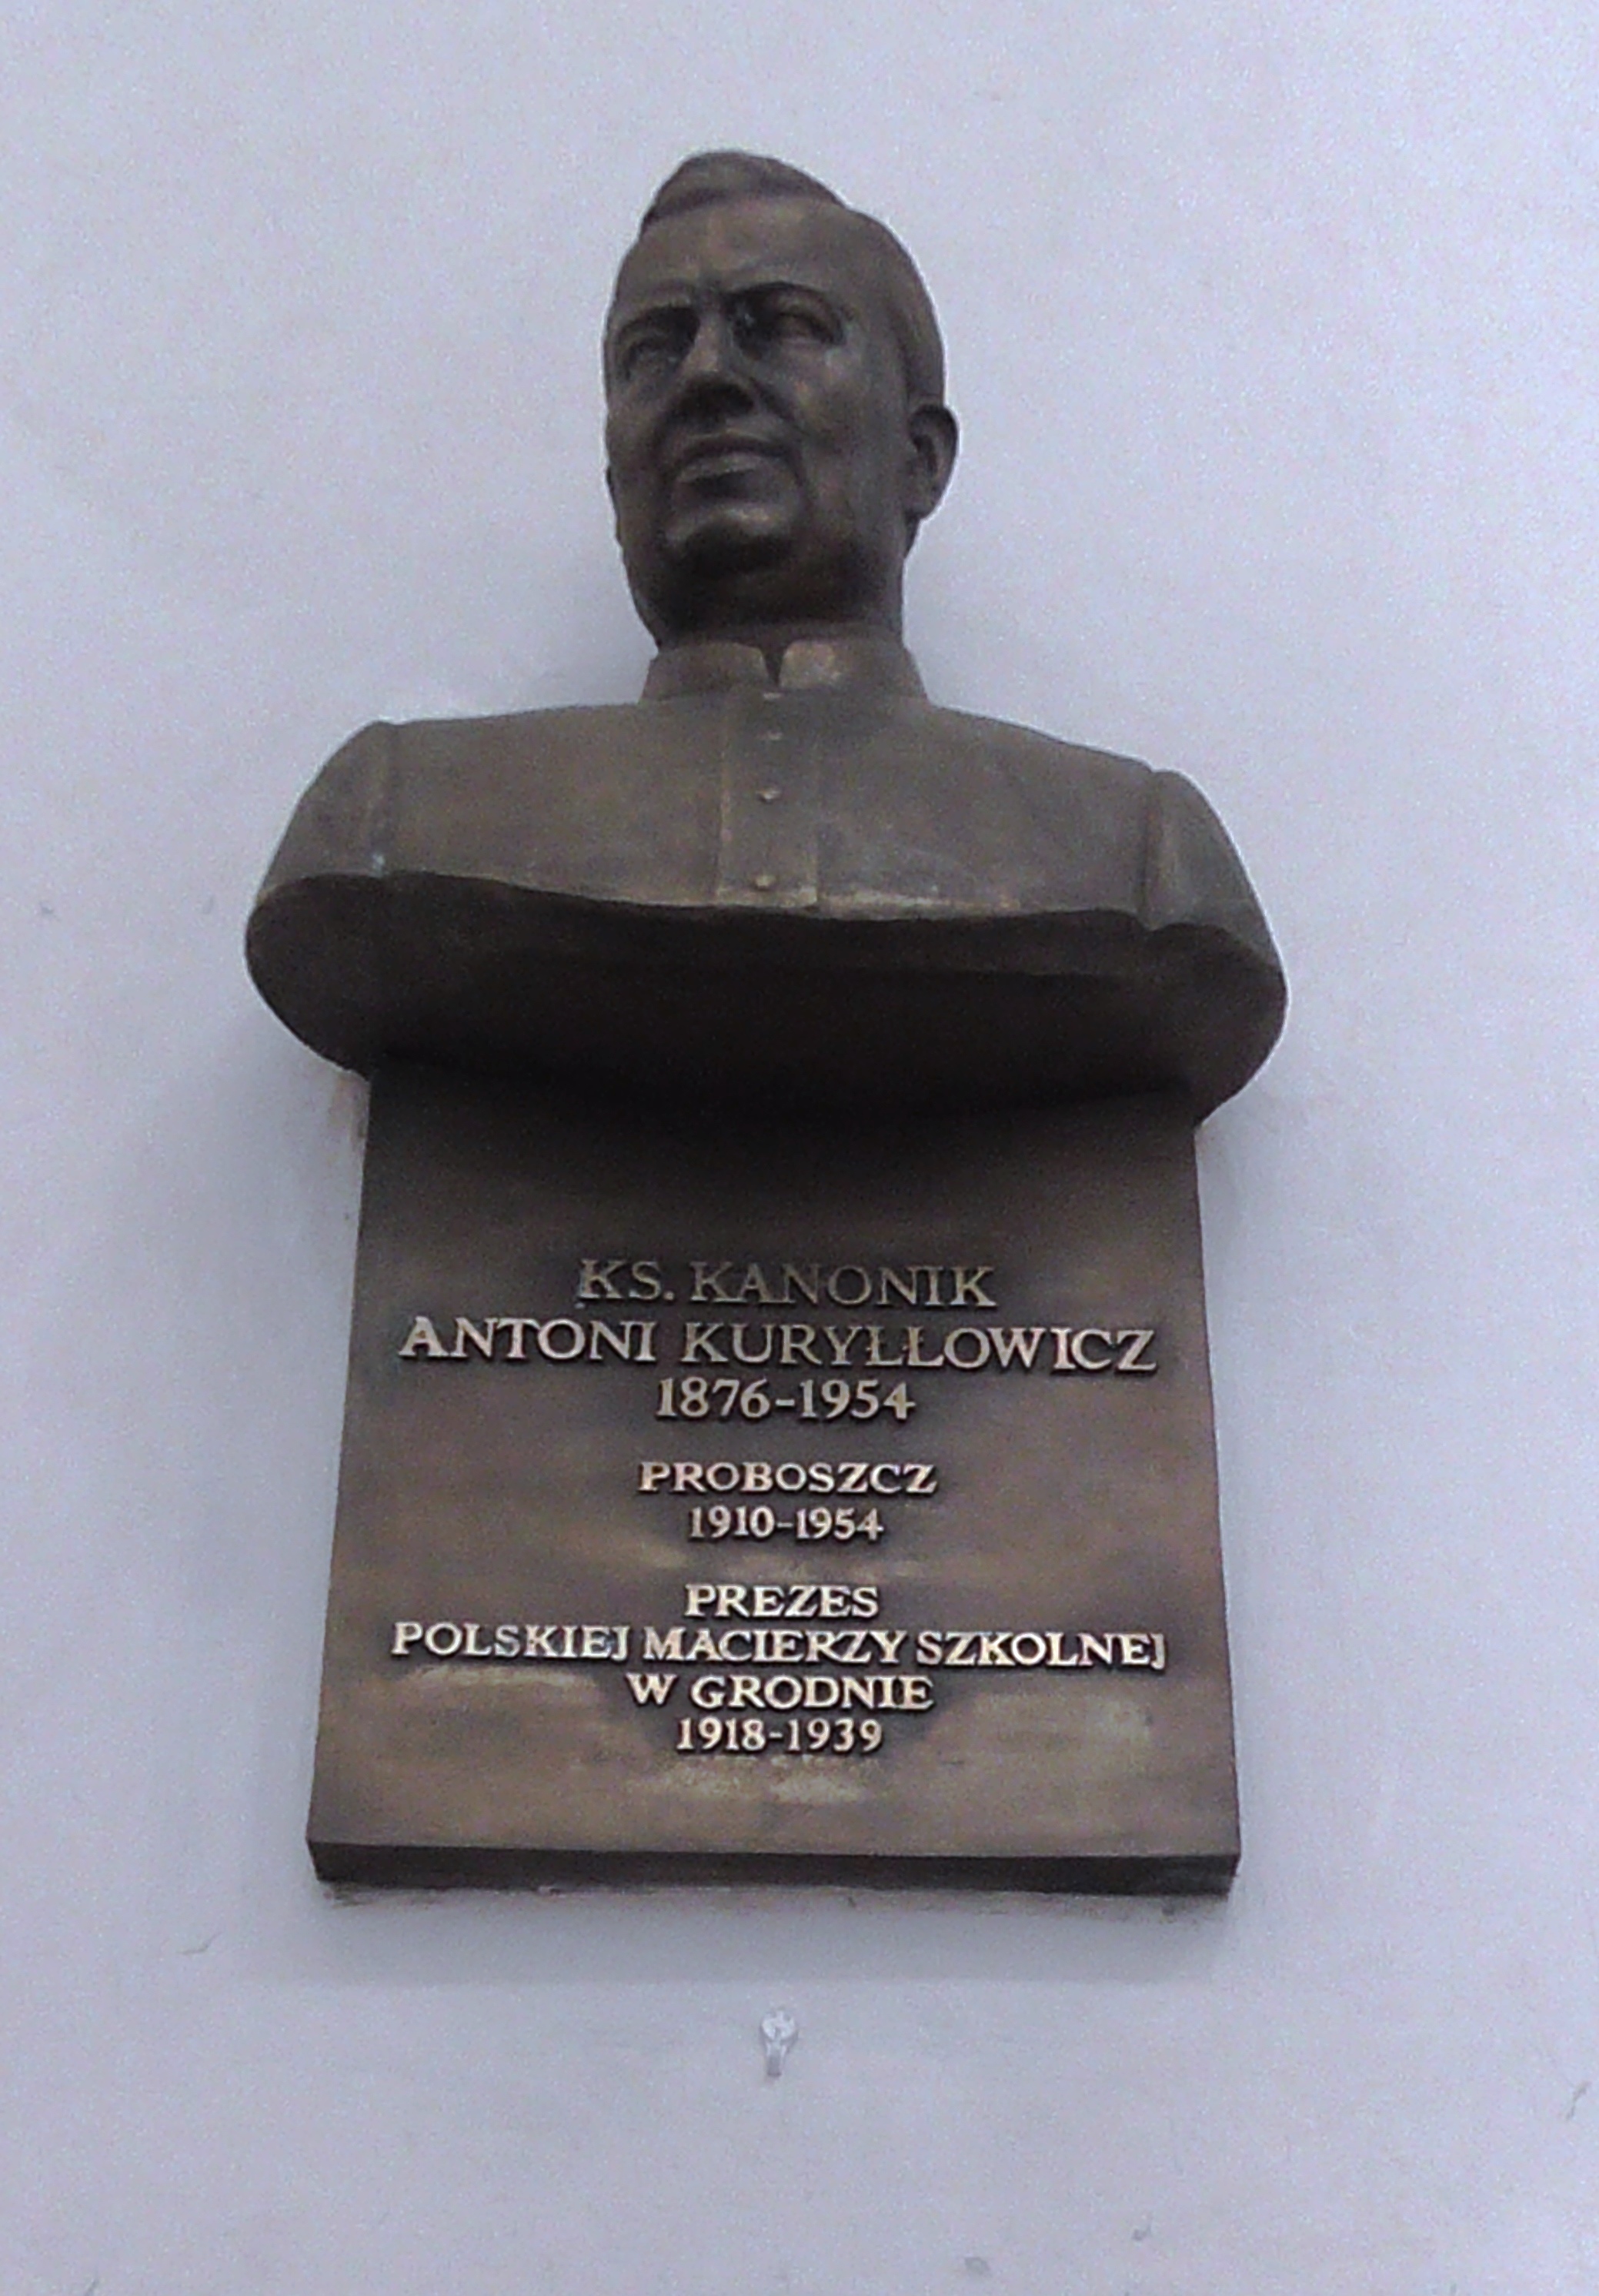 KS. KANONIK
ANTONI KURYŁŁOWICZ
1876-1954
PROBOSZCZ
1910-1954
PREZES
POLSKIEJ MACIERZY SZKOLNEJ
W GRODNIE
1918-1939